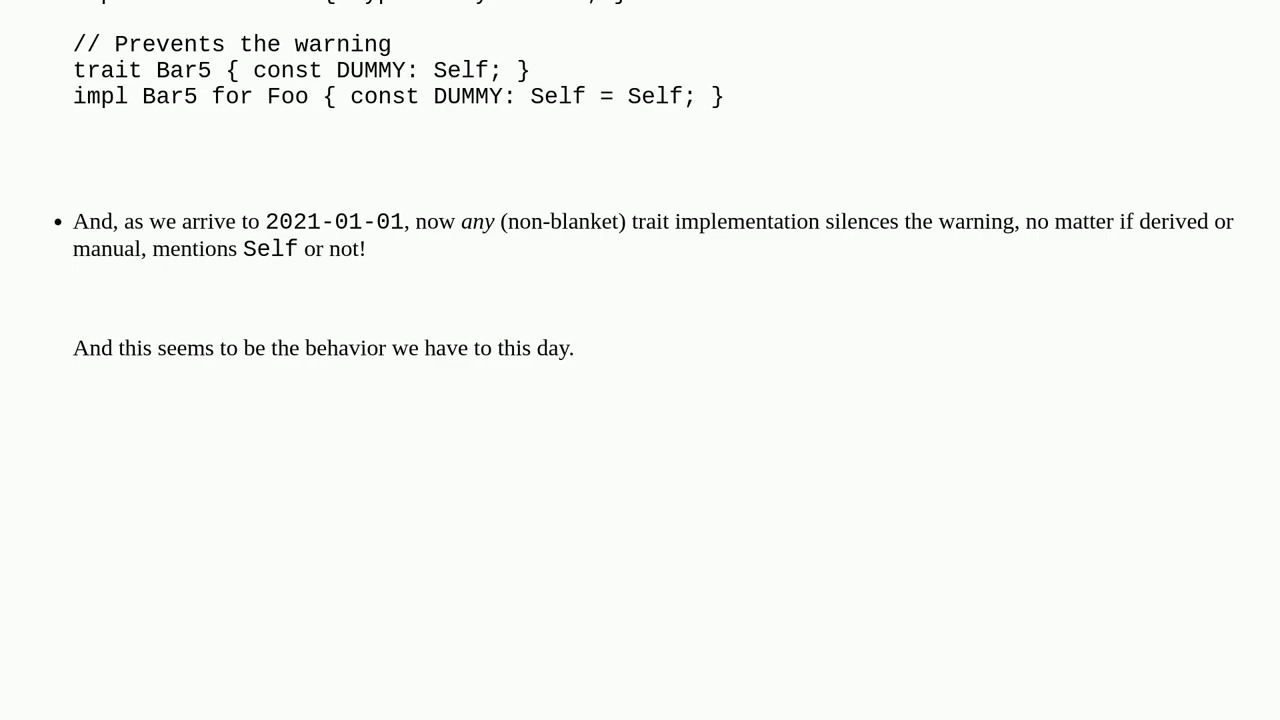 // Prevents the warning
trait Bar5 { const DUMMY: Self; }
impl Bar5 for Foo { const DUMMY: Self = Self; }
• And, as we arrive to 2021-01-01, now any (non-blanket) trait implementation silences the warning, no matter if derived or
manual, mentions Self or not!
And this seems to be the behavior we have to this day.